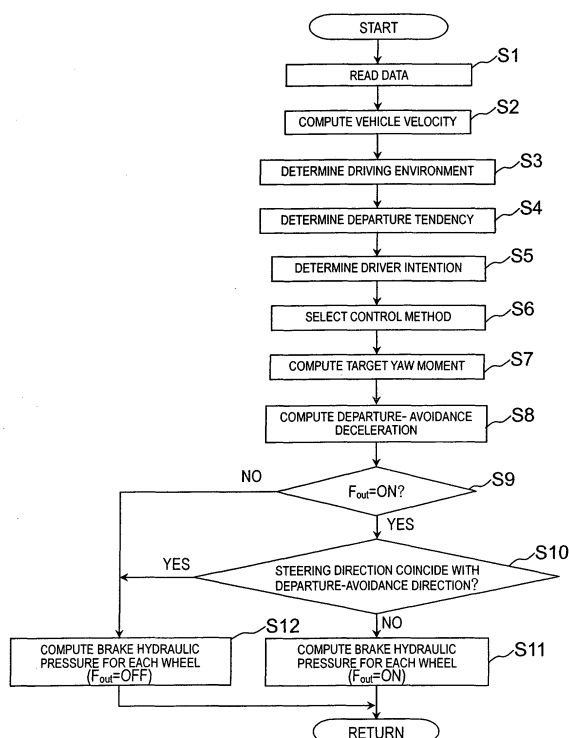 START
S1
READ DATA
S2
COMPUTE VEHICLE VELOCITY
S3
DETERMINE DRIVING ENVIRONMENT
S4
DETERMINE DEPARTURE TENDENCY
S5
DETERMINE DRIVER INTENTION
S6
SELECT CONTROL METHOD
S7
COMPUTE TARGET YAW MOMENT
S8
COMPUTE DEPARTURE- AVOIDANCE
DECELERATION
S9
NO
Fout=ON?
YES
S10
YES
STEERING DIRECTION COINCIDE WITH
DEPARTURE-AVOIDANCE DIRECTION?
NO
S12
COMPUTE BRAKE HYDRAULIC
PRESSURE FOR EACH WHEEL
(Fout=OFF)
S11
COMPUTE BRAKE HYDRAULIC
PRESSURE FOR EACH WHEEL
(Fout=ON)
RETURN